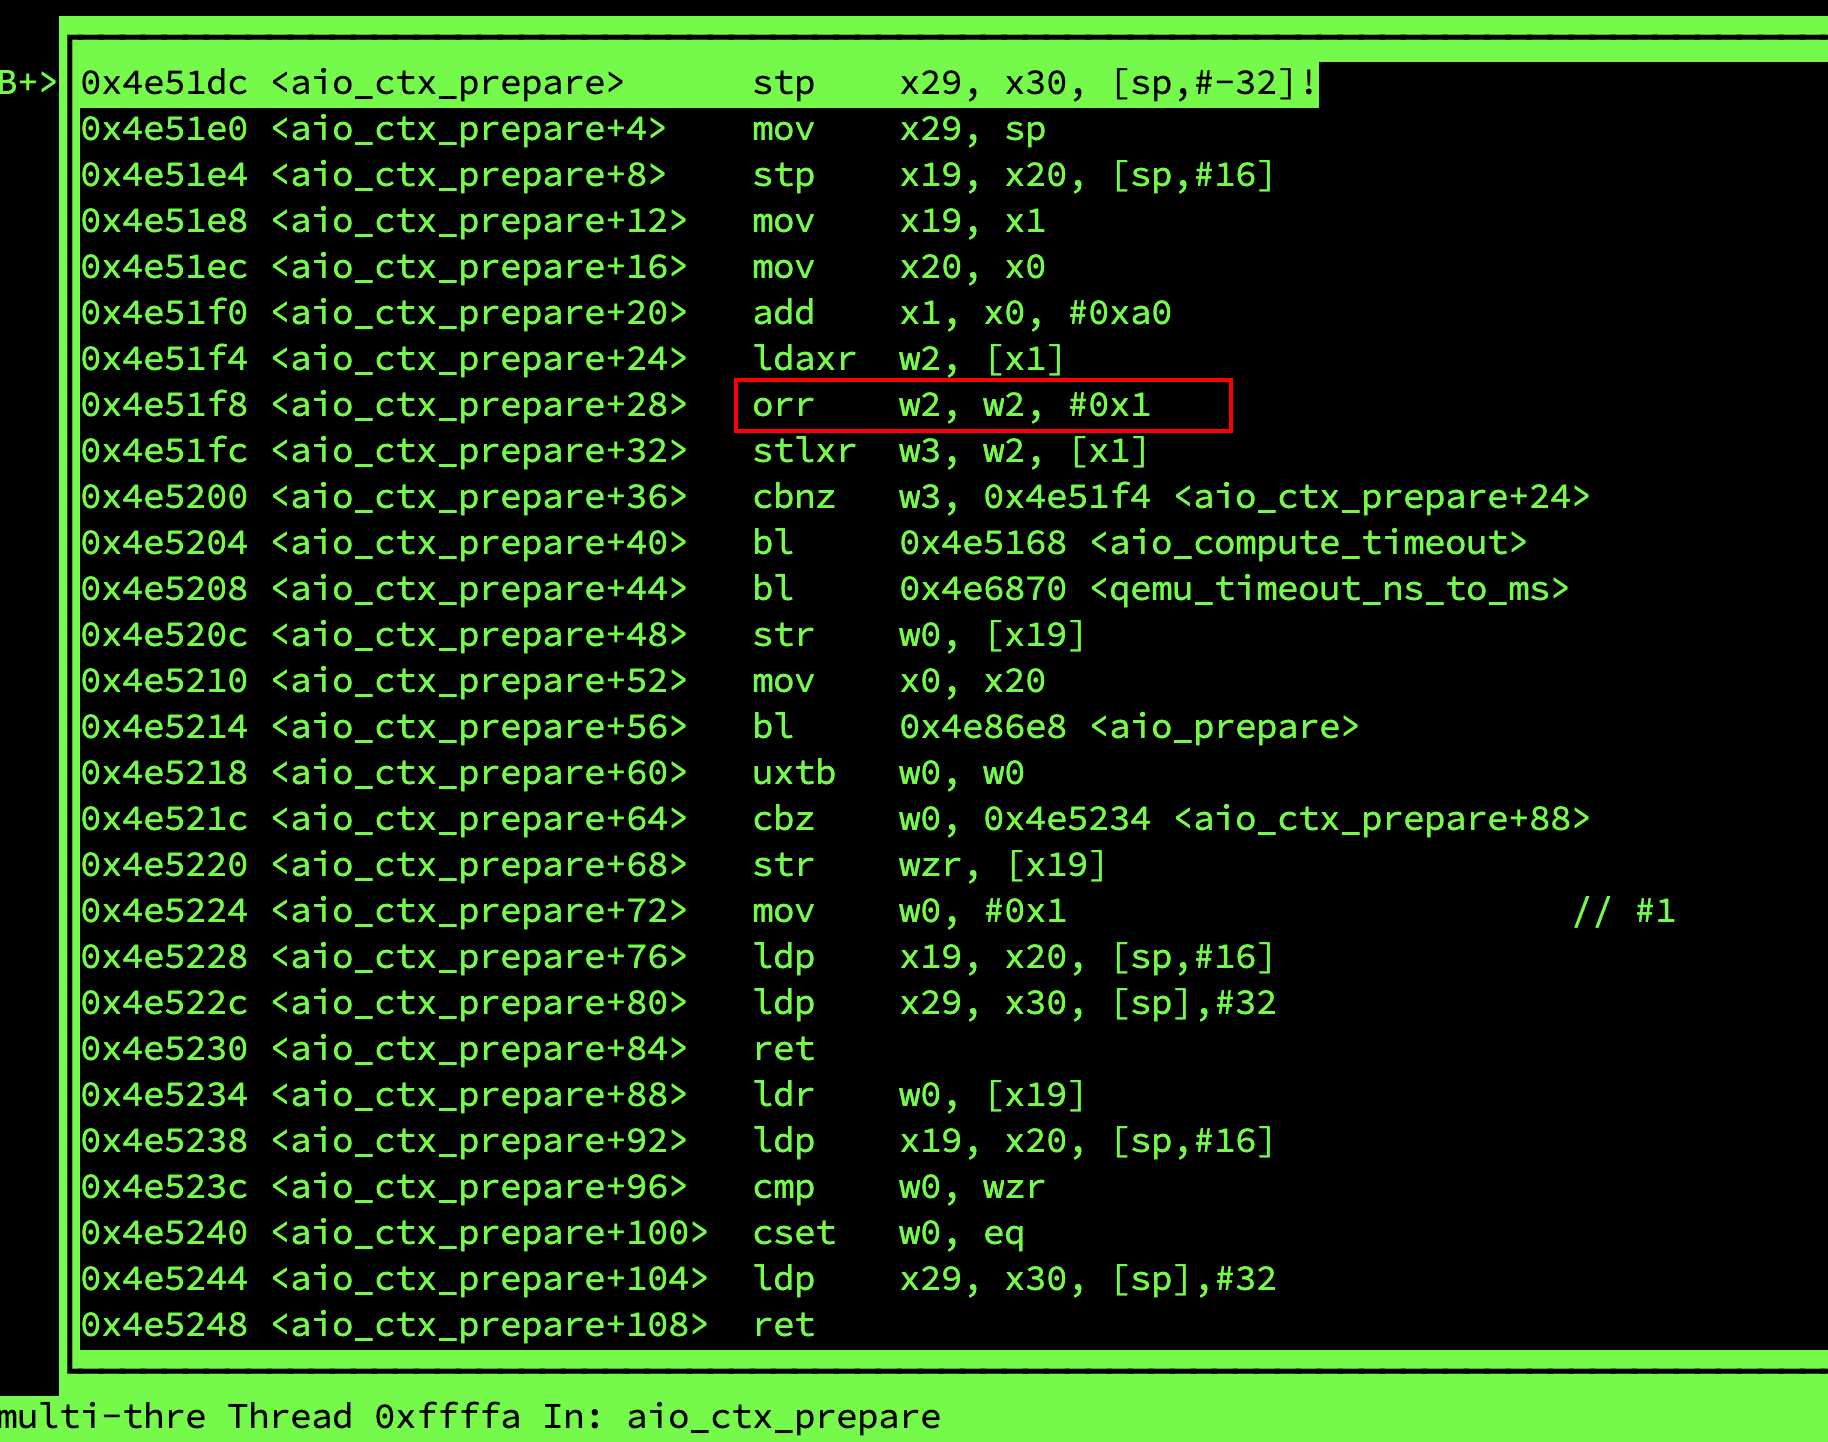 B+> 0x4e51dc <aio_ctx_prepare>      stp    x29, x30, [sp,#-32]!
0x4e51e0 <aio_ctx_prepare+4>    mov    x29, sp
0x4e51e4 <aio_ctx_prepare+8>    stp    x19, x20, [sp,#16]
0x4e51e8 <aio_ctx_prepare+12>   mov    x19, x1
0x4e51ec <aio_ctx_prepare+16>   mov    x20, x0
0x4e51f0 <aio_ctx_prepare+20>   add    x1, x0, #0xa0
0x4e51f4 <aio_ctx_prepare+24>   ldaxr  w2, [x1]
0x4e51f8 <aio_ctx_prepare+28>   orr    w2, w2, #0x1
0x4e51fc <aio_ctx_prepare+32>   stlxr  w3, w2, [x1]
0x4e5200 <aio_ctx_prepare+36>   cbnz   w3, 0x4e51f4 <aio_ctx_prepare+24>
0x4e5204 <aio_ctx_prepare+40>   bl     0x4e5168 <aio_compute_timeout>
0x4e5208 <aio_ctx_prepare+44>   bl     0x4e6870 <qemu_timeout_ns_to_ms>
0x4e520c <aio_ctx_prepare+48>   str    w0, [x19]
0x4e5210 <aio_ctx_prepare+52>   mov    x0, x20
0x4e5214 <aio_ctx_prepare+56>   bl     0x4e86e8 <aio_prepare>
0x4e5218 <aio_ctx_prepare+60>   uxtb   w0, w0
0x4e521c <aio_ctx_prepare+64>   cbz    w0, 0x4e5234 <aio_ctx_prepare+88>
0x4e5220 <aio_ctx_prepare+68>   str    wzr, [x19]
0x4e5224 <aio_ctx_prepare+72>   mov    w0, #0x1                        // #1
0x4e5228 <aio_ctx_prepare+76>   ldp    x19, x20, [sp,#16]
0x4e522c <aio_ctx_prepare+80>   ldp    x29, x30, [sp],#32
0x4e5230 <aio_ctx_prepare+84>   ret
0x4e5234 <aio_ctx_prepare+88>   ldr    w0, [x19]
0x4e5238 <aio_ctx_prepare+92>   ldp    x19, x20, [sp,#16]
0x4e523c <aio_ctx_prepare+96>   cmp    w0, wzr
0x4e5240 <aio_ctx_prepare+100>  cset   w0, eq
0x4e5244 <aio_ctx_prepare+104>  ldp    x29, x30, [sp],#32
0x4e5248 <aio_ctx_prepare+108>  ret
multi-thre Thread 0xffffa In: aio_ctx_prepare